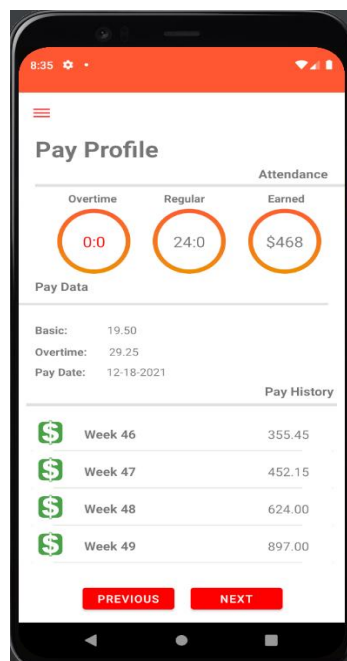 8:35
Pay Profile
Attendance
Overtime Regular Earned
0:0 24:0 $468
Pay Data
Basic: 19.50
Overtime: 29.25
Pay Date: 12-18-2021
Pay History
$ Week 46 355.45
$ Week 47 452.15
$ Week 48 624.00
$ Week 49 897.00
PREVIOUS NEXT